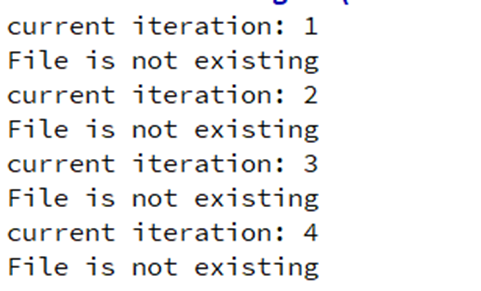 current iteration: 1
File is not existing
current iteration: 2
File is not existing
current iteration: 3
File is not existing
current iteration: 4
File is not existing